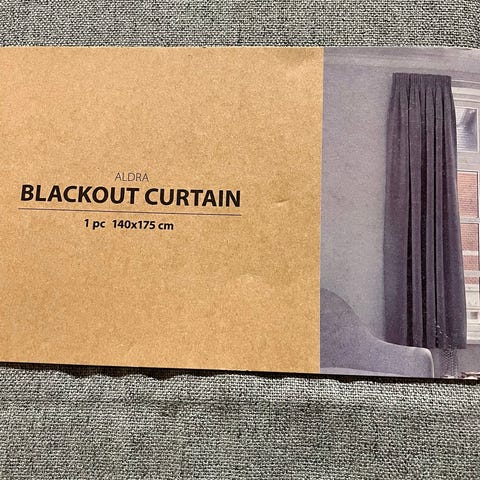 ALDRA
BLACKOUT CURTAIN
1 pc 140x175 cm